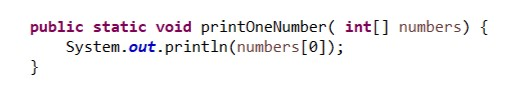 public static void printOneNumber( int[] numbers) {
    System.out.println(numbers[0]);
}